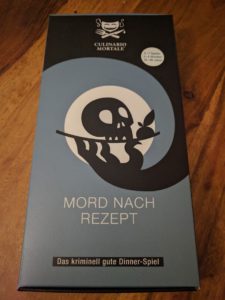 CULINARIO
MORTALE
MORD NACH
REZEPT
Das kriminell gute Dinner-Spiel